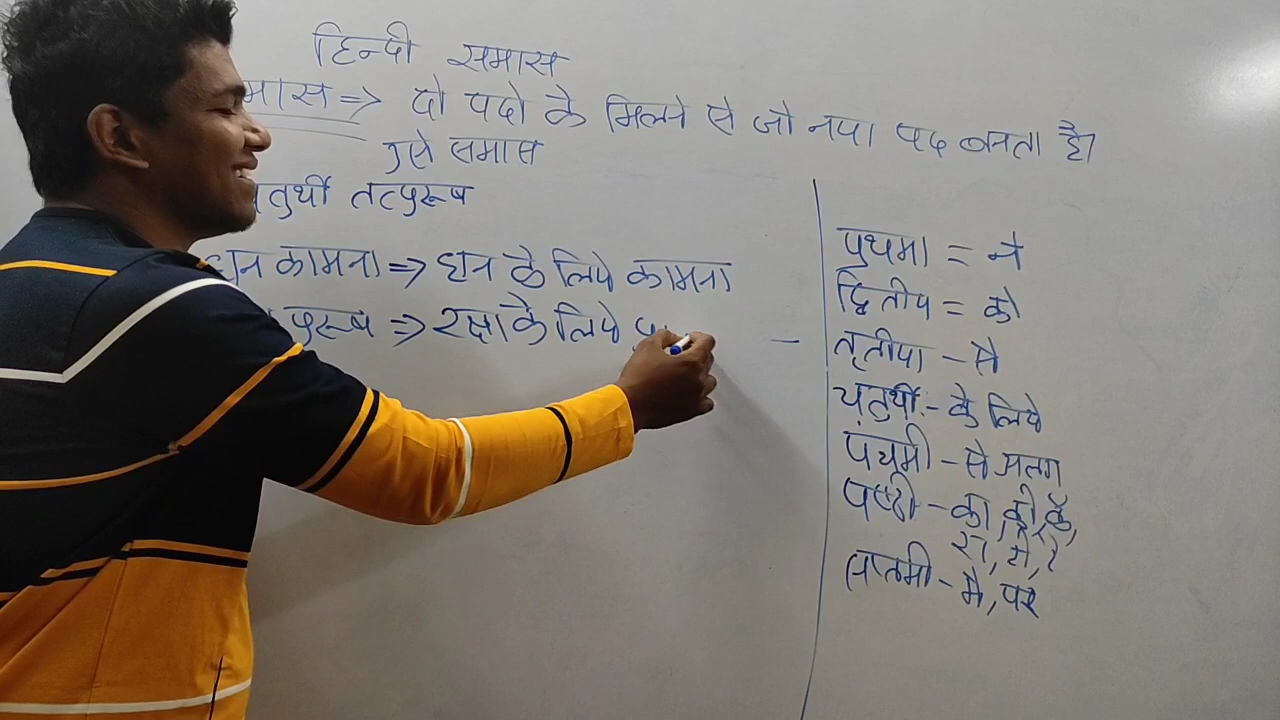 हिन्दी समास
मास => दो पदो के मिलने से जो नया पद बनता है।
उसे समास
तुर्थी तत्पुरूष
धन कामना => धन के लिये कामना
पुरूष => रक्षा के लिये पु
प्रथमा = ने
द्वितीय = को
तृतीया - से
चतुर्थी - के लिये
पंचमी - से अलग
षष्ठी - का, की, के,
रा, री, रे
सप्तमी - मे, पर